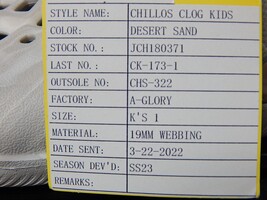 STYLE NAME: CHILLOS CLOG KIDS
COLOR: DESERT SAND
STOCK NO.: JCH180371
LAST NO.: CK-173-1
OUTSOLE NO: CHS-322
FACTORY: A-GLORY
SIZE: K'S 1
MATERIAL: 19MM WEBBING
DATE SENT: 3-22-2022
SEASON DEV'D: SS23
REMARKS: